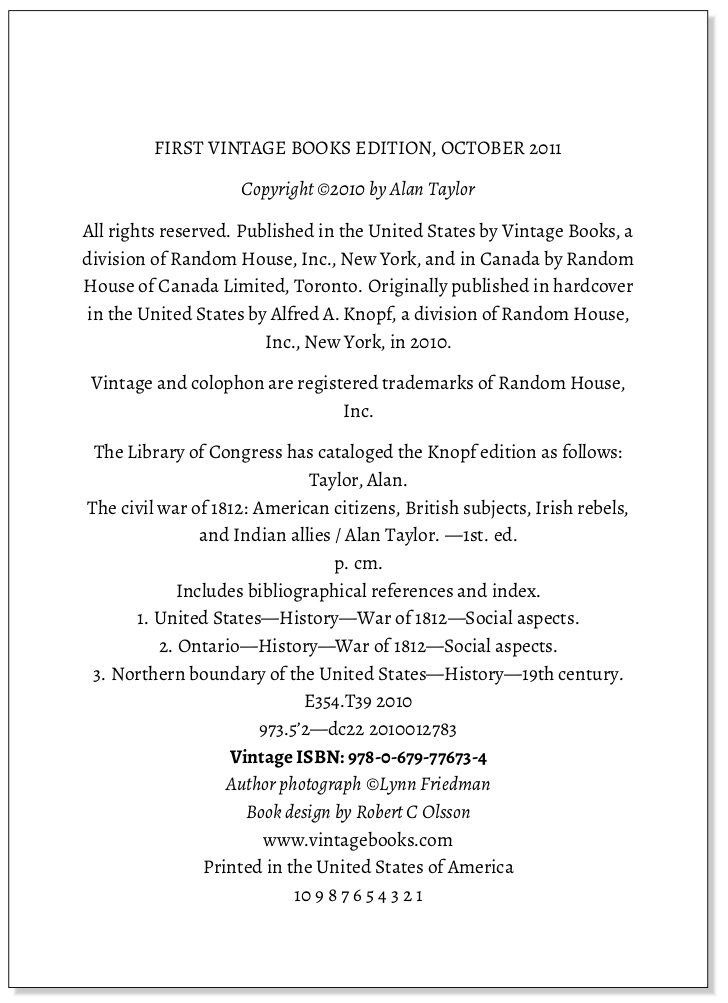 FIRST VINTAGE BOOKS EDITION, OCTOBER 2011
Copyright ©2010 by Alan Taylor
All rights reserved. Published in the United States by Vintage Books, a
division of Random House, Inc., New York, and in Canada by Random
House of Canada Limited, Toronto. Originally published in hardcover
in the United States by Alfred A. Knopf, a division of Random House,
Inc., New York, in 2010.
Vintage and colophon are registered trademarks of Random House,
Inc.
The Library of Congress has cataloged the Knopf edition as follows:
Taylor, Alan.
The civil war of 1812: American citizens, British subjects, Irish rebels,
and Indian allies / Alan Taylor. —1st. ed.
p. cm.
Includes bibliographical references and index.
1. United States—History—War of 1812—Social aspects.
2. Ontario—History—War of 1812—Social aspects.
3. Northern boundary of the United States—History—19th century.
E354.T39 2010
973.5’2—dc22 2010012783
Vintage ISBN: 978-0-679-77673-4
Author photograph ©Lynn Friedman
Book design by Robert C Olsson
www.vintagebooks.com
Printed in the United States of America
10 9 8 7 6 5 4 3 2 1